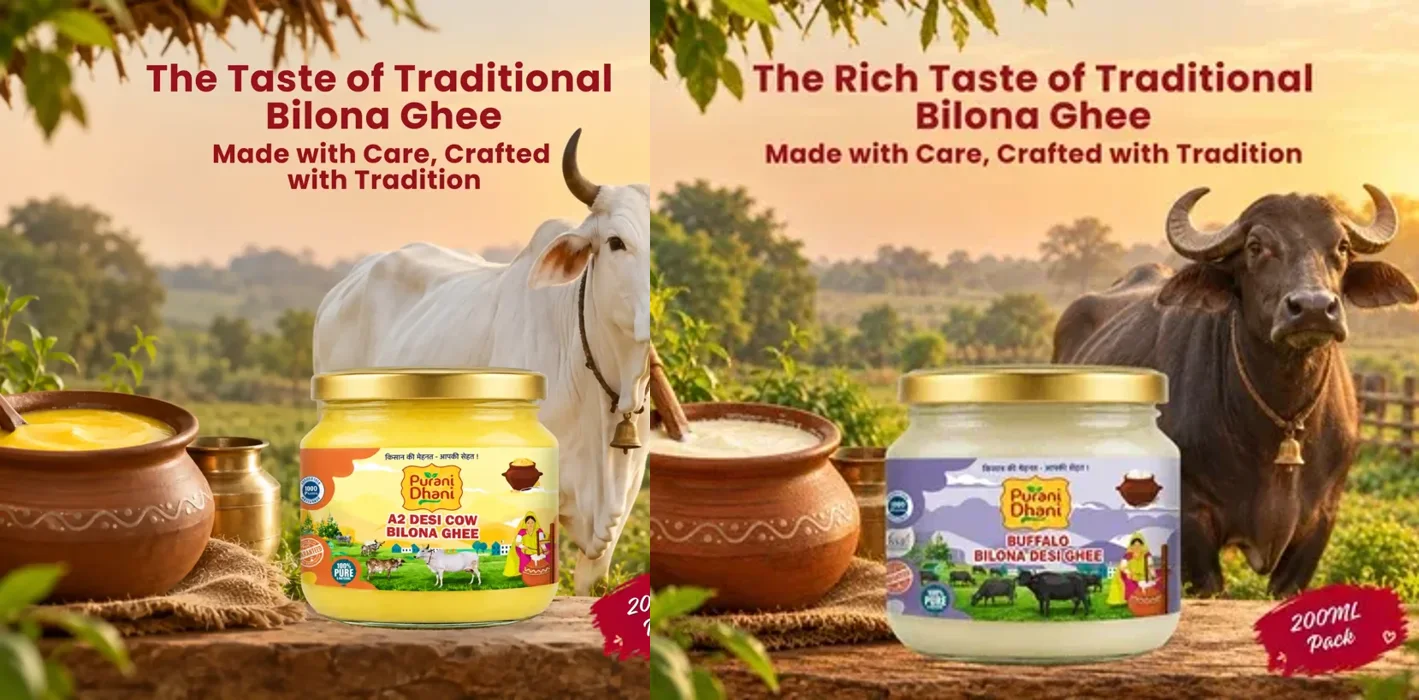 The Taste of Traditional
Bilona Ghee
Made with Care, Crafted
with Tradition
किसान की मेहनत - आपकी सेहत !
Purani
Dhani
A2 DESI COW
BILONA GHEE
100%
PURE
20
The Rich Taste of Traditional
Bilona Ghee
Made with Care, Crafted with Tradition
किसान की मेहनत - आपकी सेहत !
Purani
Dhani
BUFFALO
BILONA DESI GHEE
100%
PURE
200ML
Pack